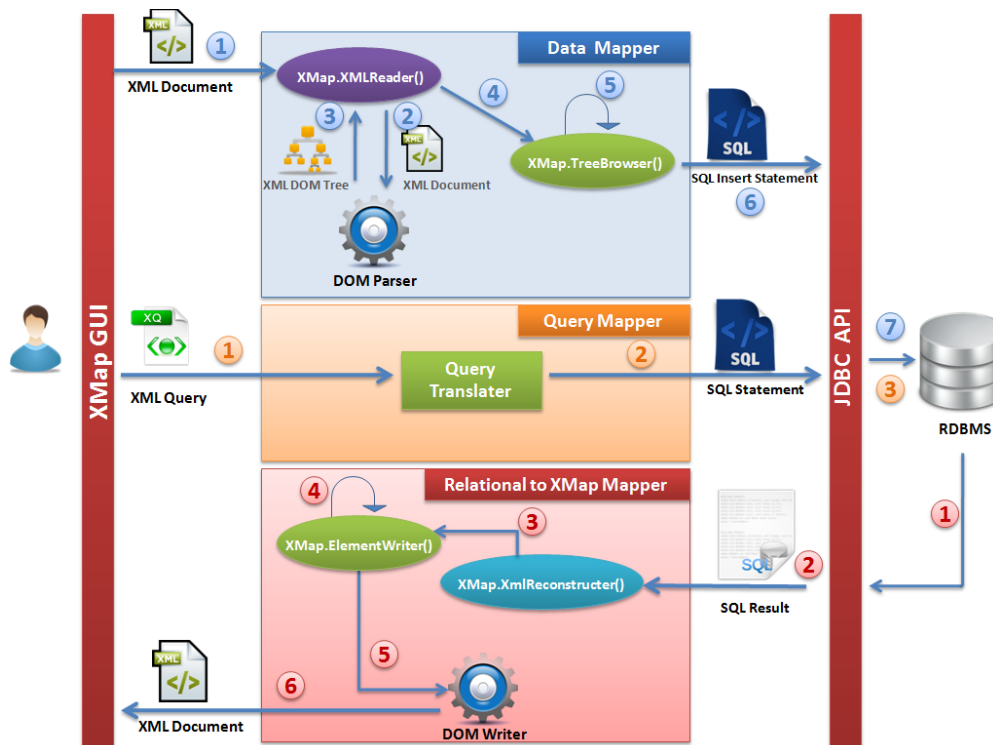 XML
XML Document
1
Data Mapper
XMap.XMLReader()
3
2
4
5
XML
XML DOM Tree
XML Document
XMap.TreeBrowser()
DOM Parser
SQL
SQL Insert Statement
6
XMap GUI
JDBC API
XQ
XML Query
1
Query Mapper
Query
Translater
2
SQL
SQL Statement
7
3
RDBMS
Relational to XMap Mapper
4
XMap.ElementWriter()
3
XMap.XmlReconstructer()
SQL
2
SQL Result
1
5
DOM Writer
6
XML
XML Document